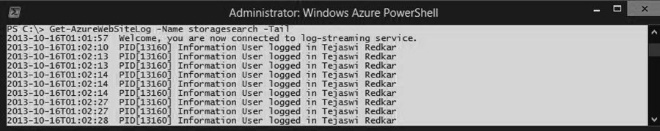 Administrator: Windows Azure PowerShell
PS C:\> Get-AzureWebSiteLog -Name storagesearch -Tail
2013-10-16T01:01:57  Welcome, you are now connected to log-streaming service.
2013-10-16T01:02:10  PID[13160] Information User logged in Tejaswi Redkar
2013-10-16T01:02:13  PID[13160] Information User logged in Tejaswi Redkar
2013-10-16T01:02:13  PID[13160] Information User logged in Tejaswi Redkar
2013-10-16T01:02:14  PID[13160] Information User logged in Tejaswi Redkar
2013-10-16T01:02:14  PID[13160] Information User logged in Tejaswi Redkar
2013-10-16T01:02:14  PID[13160] Information User logged in Tejaswi Redkar
2013-10-16T01:02:27  PID[13160] Information User logged in Tejaswi Redkar
2013-10-16T01:02:27  PID[13160] Information User logged in Tejaswi Redkar
2013-10-16T01:02:28  PID[13160] Information User logged in Tejaswi Redkar